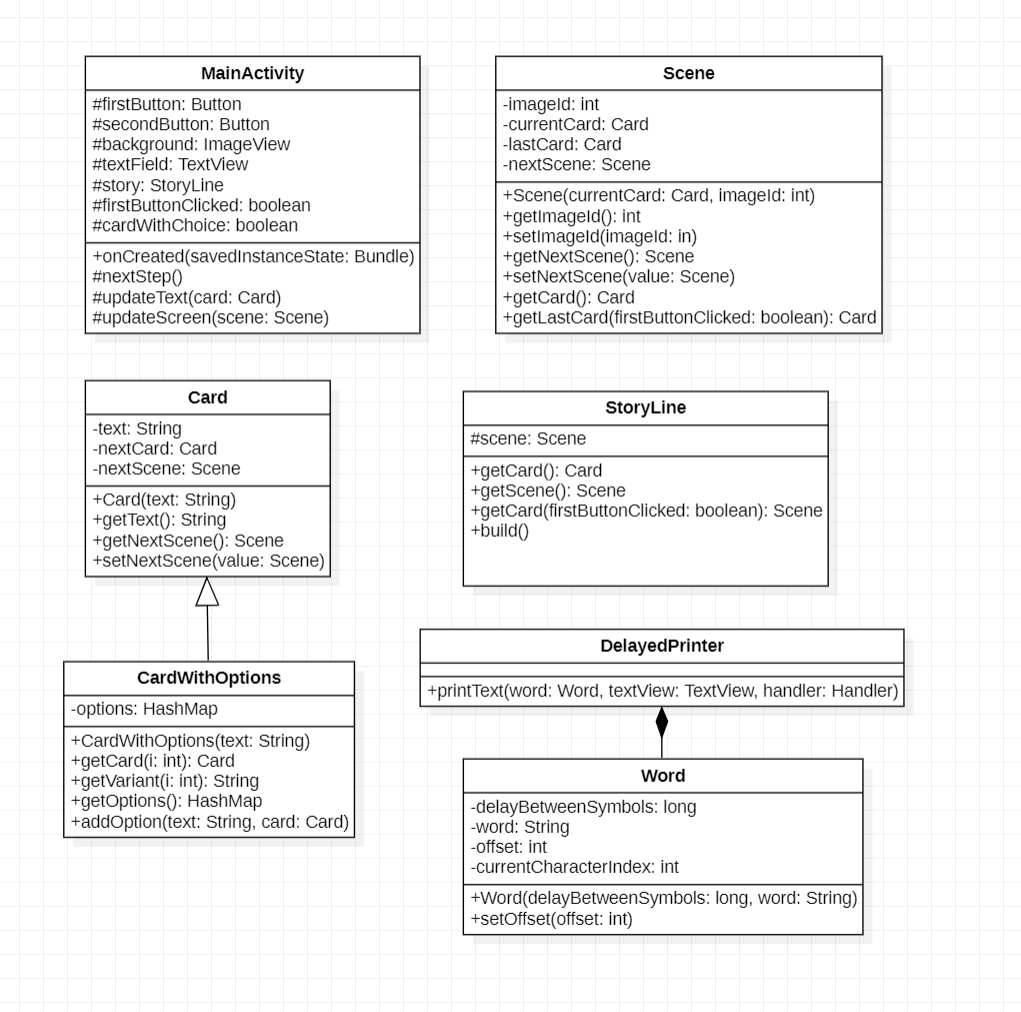 MainActivity
#firstButton: Button
#secondButton: Button
#background: ImageView
#textField: TextView
#story: StoryLine
#firstButtonClicked: boolean
#cardWithChoice: boolean
+onCreated(savedInstanceState: Bundle)
#nextStep()
#updateText(card: Card)
#updateScreen(scene: Scene)
Scene
-imageId: int
-currentCard: Card
-lastCard: Card
-nextScene: Scene
+Scene(currentCard: Card, imageId: int)
+getImageId(): int
+setImageId(imageId: in)
+getNextScene(): Scene
+setNextScene(value: Scene)
+getCard(): Card
+getLastCard(firstButtonClicked: boolean): Card
Card
-text: String
-nextCard: Card
-nextScene: Scene
+Card(text: String)
+getText(): String
+getNextScene(): Scene
+setNextScene(value: Scene)
StoryLine
#scene: Scene
+getCard(): Card
+getScene(): Scene
+getCard(firstButtonClicked: boolean): Scene
+build()
CardWithOptions
-options: HashMap
+CardWithOptions(text: String)
+getCard(i: int): Card
+getVariant(i: int): String
+getOptions(): HashMap
+addOption(text: String, card: Card)
DelayedPrinter
+printText(word: Word, textView: TextView, handler: Handler)
Word
-delayBetweenSymbols: long
-word: String
-offset: int
-currentCharacterIndex: int
+Word(delayBetweenSymbols: long, word: String)
+setOffset(offset: int)